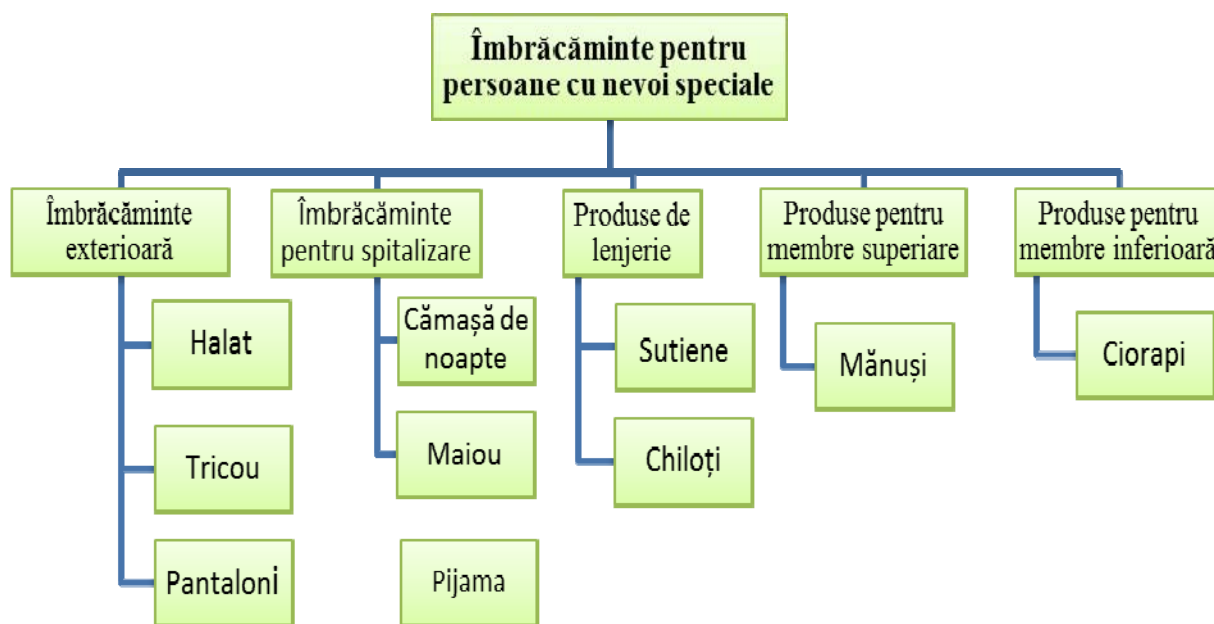 Îmbrăcăminte pentru
persoane cu nevoi speciale
Îmbrăcăminte
exterioară
Halat
Tricou
Pantaloni
Îmbrăcăminte
pentru spitalizare
Cămașă de
noapte
Maiou
Pijama
Produse de
lenjerie
Sutiene
Chiloți
Produse pentru
membre superiare
Mănuși
Produse pentru
membre inferioară
Ciorapi